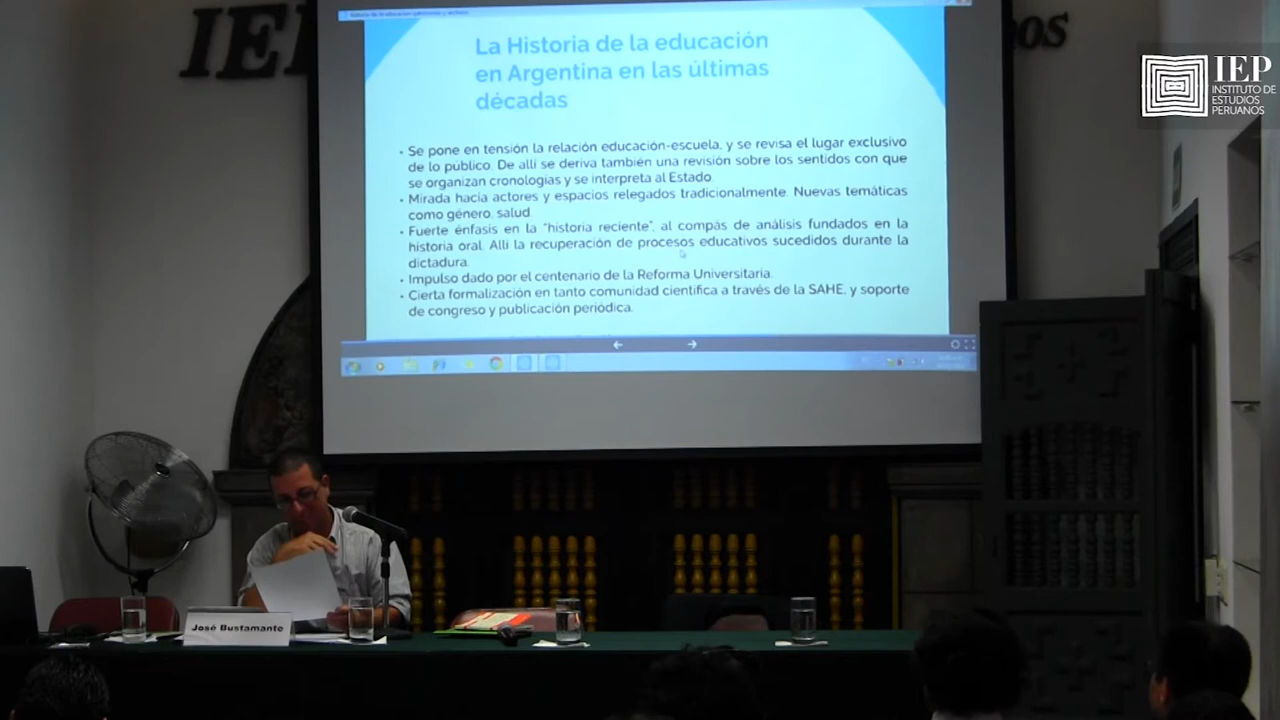 IEP
IEP
INSTITUTO DE
ESTUDIOS
PERUANOS
La Historia de la educación
en Argentina en las últimas
décadas
• Se pone en tensión la relación educación-escuela, y se revisa el lugar exclusivo
de lo público. De allí se deriva también una revisión sobre los sentidos con que
se organizan cronologías y se interpreta al Estado.
• Mirada hacia actores y espacios relegados tradicionalmente. Nuevas temáticas
como género, salud.
• Fuerte énfasis en la "historia reciente", al compás de análisis fundados en la
historia oral. Allí la recuperación de procesos educativos sucedidos durante la
dictadura.
• Impulso dado por el centenario de la Reforma Universitaria.
• Cierta formalización en tanto comunidad científica a través de la SAHE, y soporte
de congreso y publicación periódica.
José Bustamante